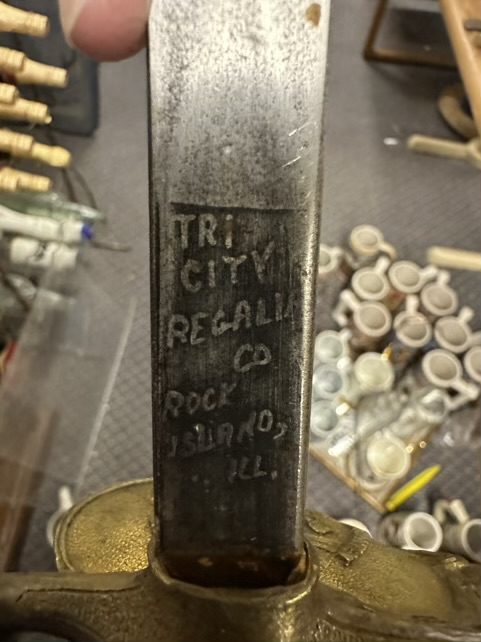 TRI
CITY
REGALIA
CO
ROCK
ISLAND,
.. ILL.